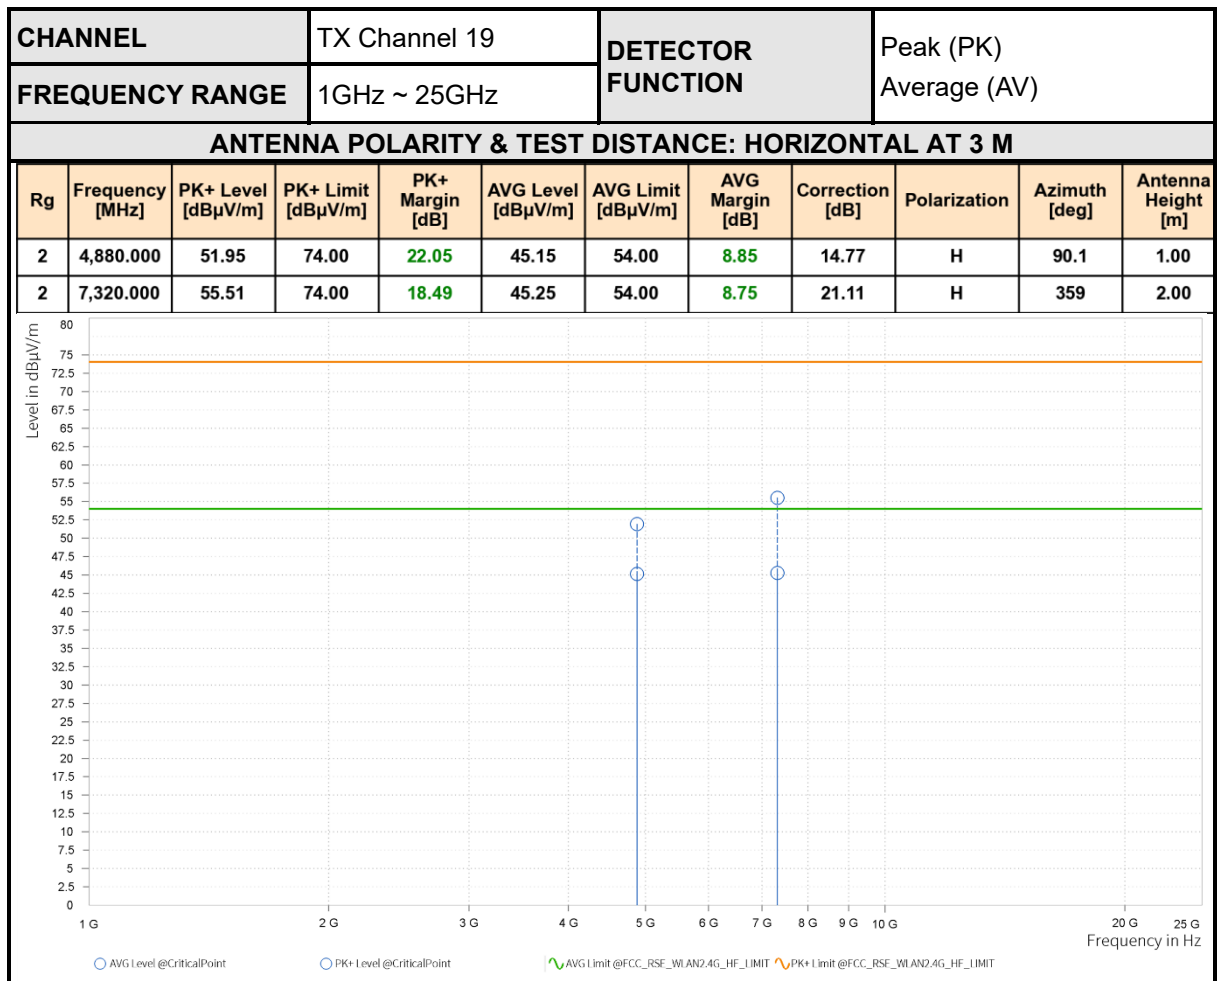 CHANNEL TX Channel 19 DETECTOR FUNCTION Peak (PK)
Average (AV)
FREQUENCY RANGE 1GHz ~ 25GHz
ANTENNA POLARITY & TEST DISTANCE: HORIZONTAL AT 3 M
Rg Frequency [MHz] PK+ Level [dBµV/m] PK+ Limit [dBµV/m] PK+ Margin [dB] AVG Level [dBµV/m] AVG Limit [dBµV/m] AVG Margin [dB] Correction [dB] Polarization Azimuth [deg] Antenna Height [m]
2 4,880.000 51.95 74.00 22.05 45.15 54.00 8.85 14.77 H 90.1 1.00
2 7,320.000 55.51 74.00 18.49 45.25 54.00 8.75 21.11 H 359 2.00
Level in dBµV/m
80
75
72.5
70
67.5
65
62.5
60
57.5
55
52.5
50
47.5
45
42.5
40
37.5
35
32.5
30
27.5
25
22.5
20
17.5
15
12.5
10
7.5
5
2.5
0
1 G 2 G 3 G 4 G 5 G 6 G 7 G 8 G 9 G 10 G 20 G 25 G
Frequency in Hz
AVG Level @CriticalPoint PK+ Level @CriticalPoint AVG Limit @FCC_RSE_WLAN2.4G_HF_LIMIT PK+ Limit @FCC_RSE_WLAN2.4G_HF_LIMIT